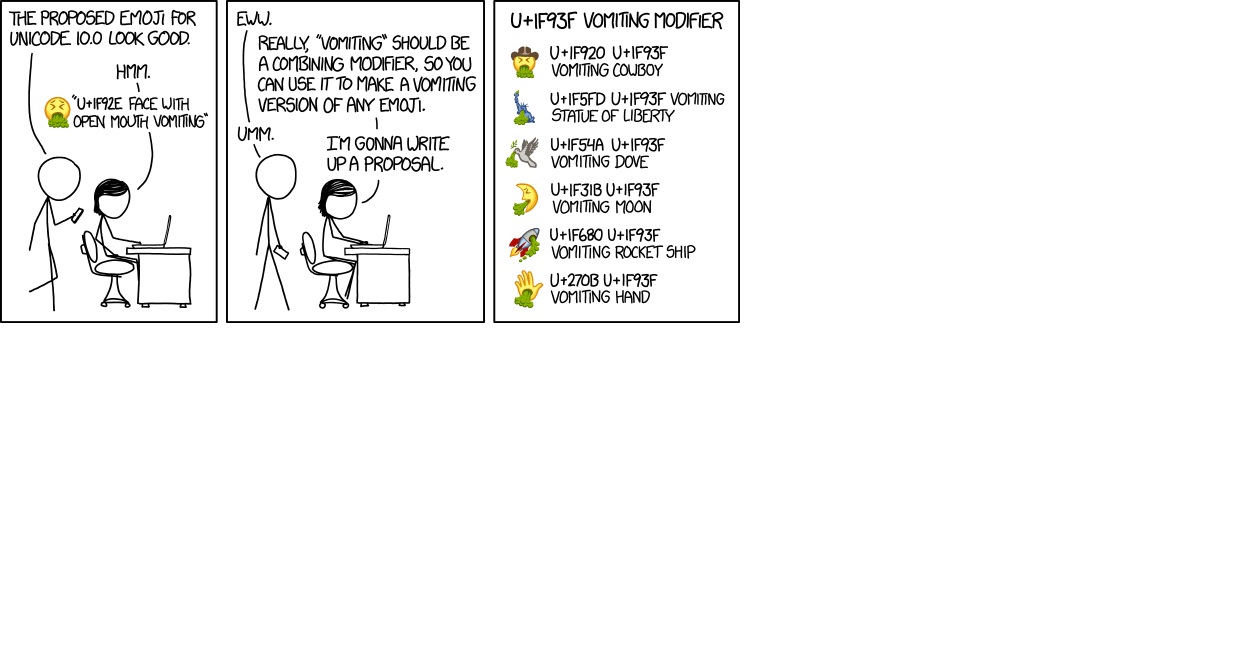 THE PROPOSED EMOJI FOR
UNICODE 10.0 LOOK GOOD.
HMM.
"U+1F92E FACE WITH
OPEN MOUTH VOMITING"
EWW.
REALLY, "VOMITING" SHOULD BE
A COMBINING MODIFIER, SO YOU
CAN USE IT TO MAKE A VOMITING
VERSION OF ANY EMOJI.
UMM.
I'M GONNA WRITE
UP A PROPOSAL.
U+1F93F VOMITING MODIFIER
U+1F920 U+1F93F
VOMITING COWBOY
U+1F5FD U+1F93F VOMITING
STATUE OF LIBERTY
U+1F54A U+1F93F
VOMITING DOVE
U+1F31B U+1F93F
VOMITING MOON
U+1F680 U+1F93F
VOMITING ROCKET SHIP
U+270B U+1F93F
VOMITING HAND